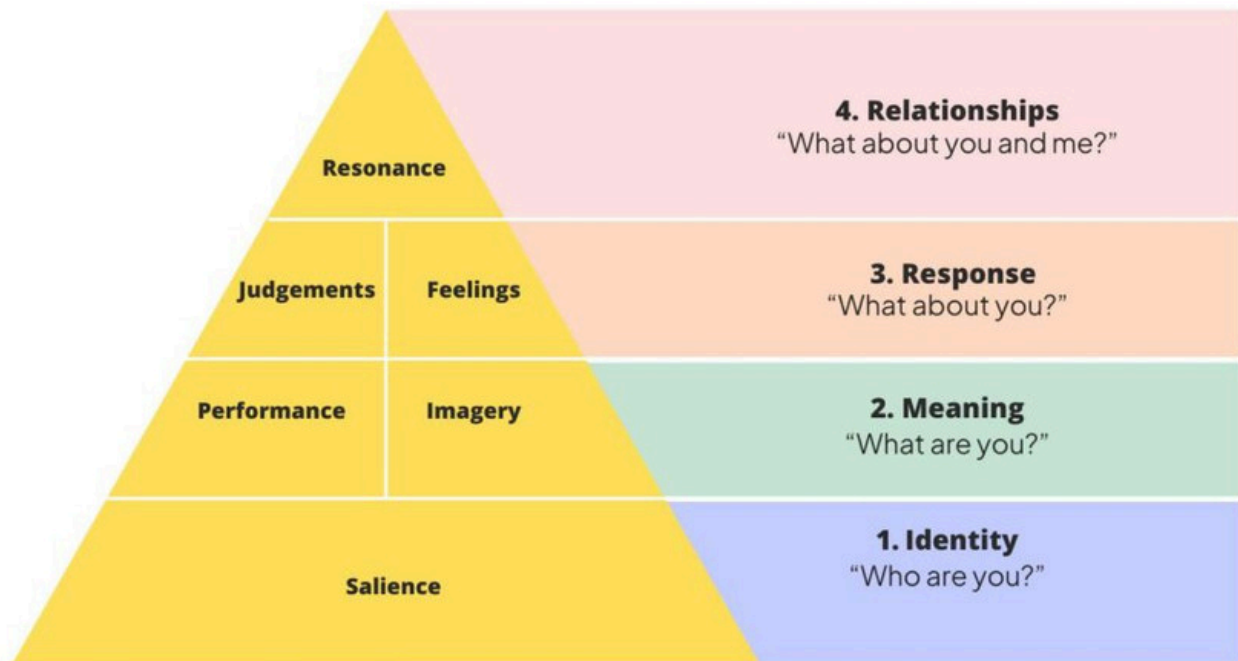 Resonance
4. Relationships
“What about you and me?”
Judgements
Feelings
3. Response
“What about you?”
Performance
Imagery
2. Meaning
“What are you?”
Salience
1. Identity
“Who are you?”